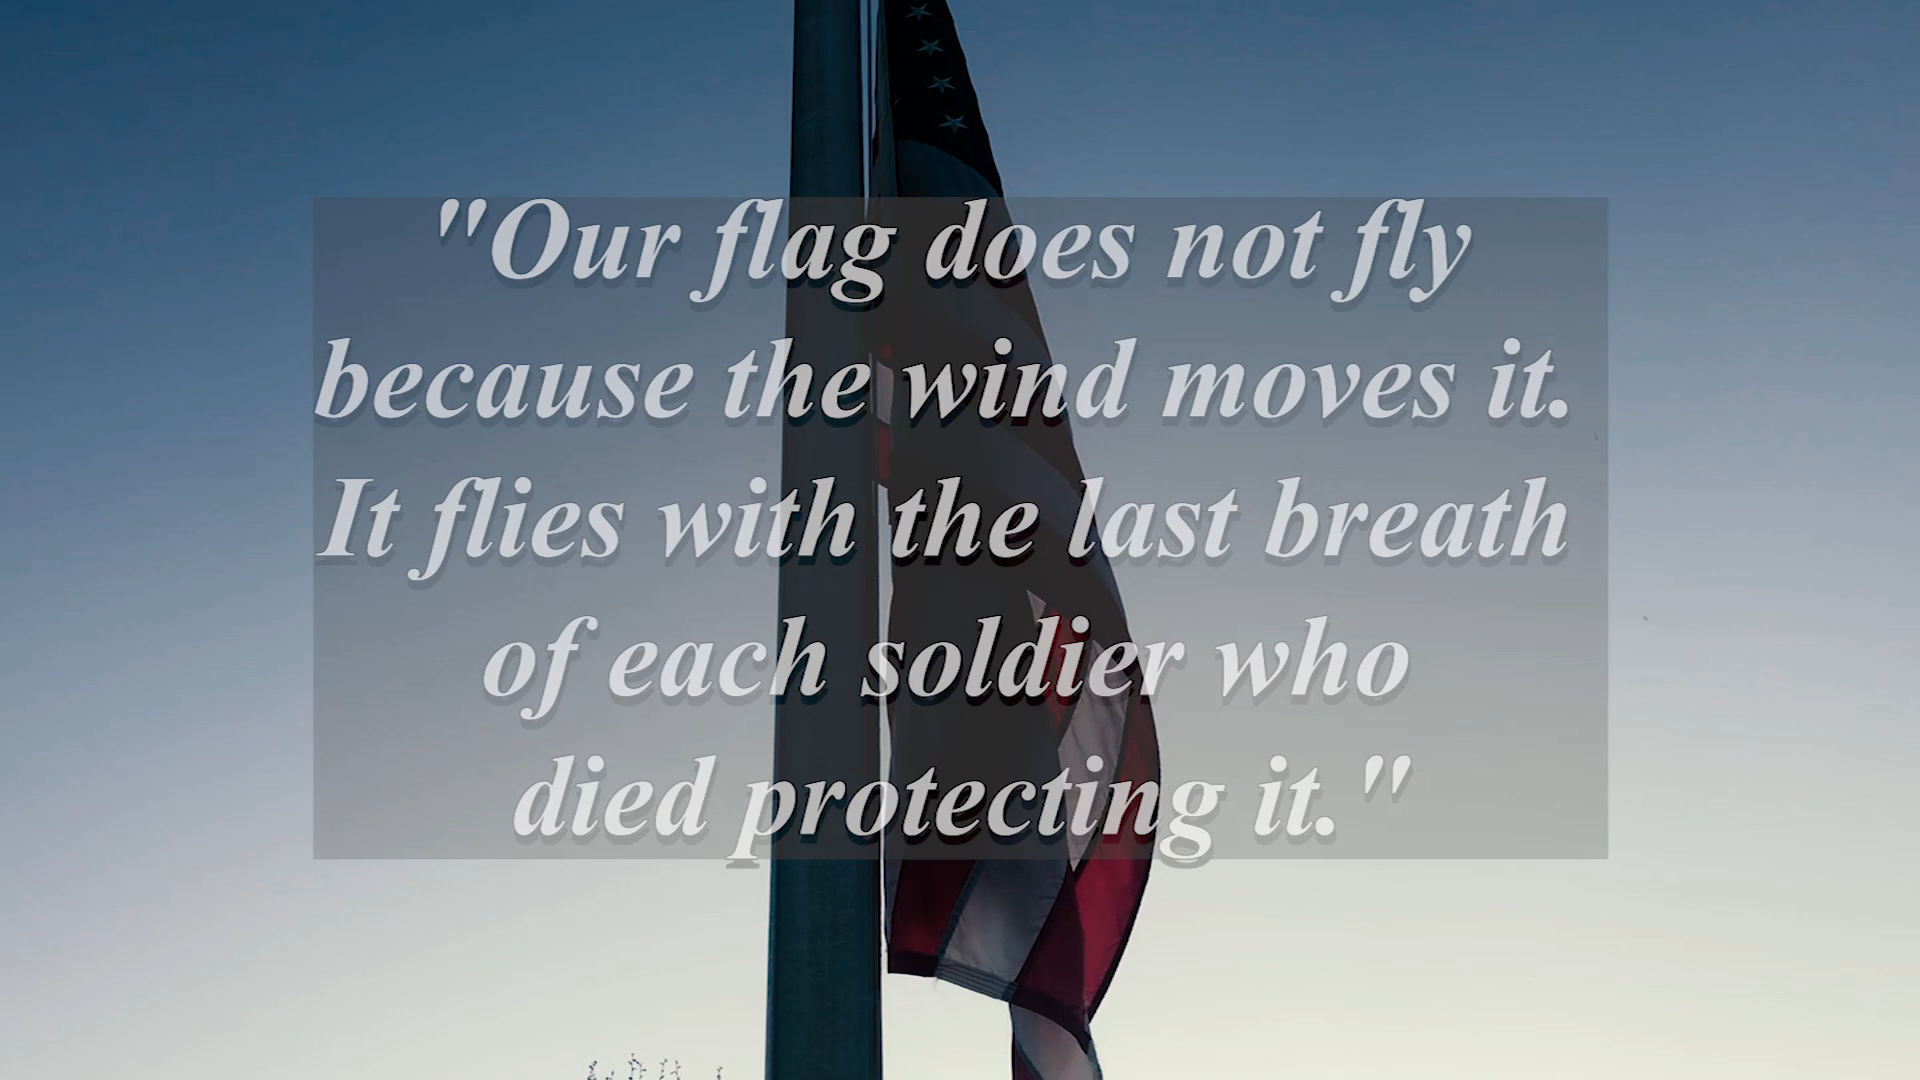 "Our flag does not fly
because the wind moves it.
It flies with the last breath
of each soldier who
died protecting it."